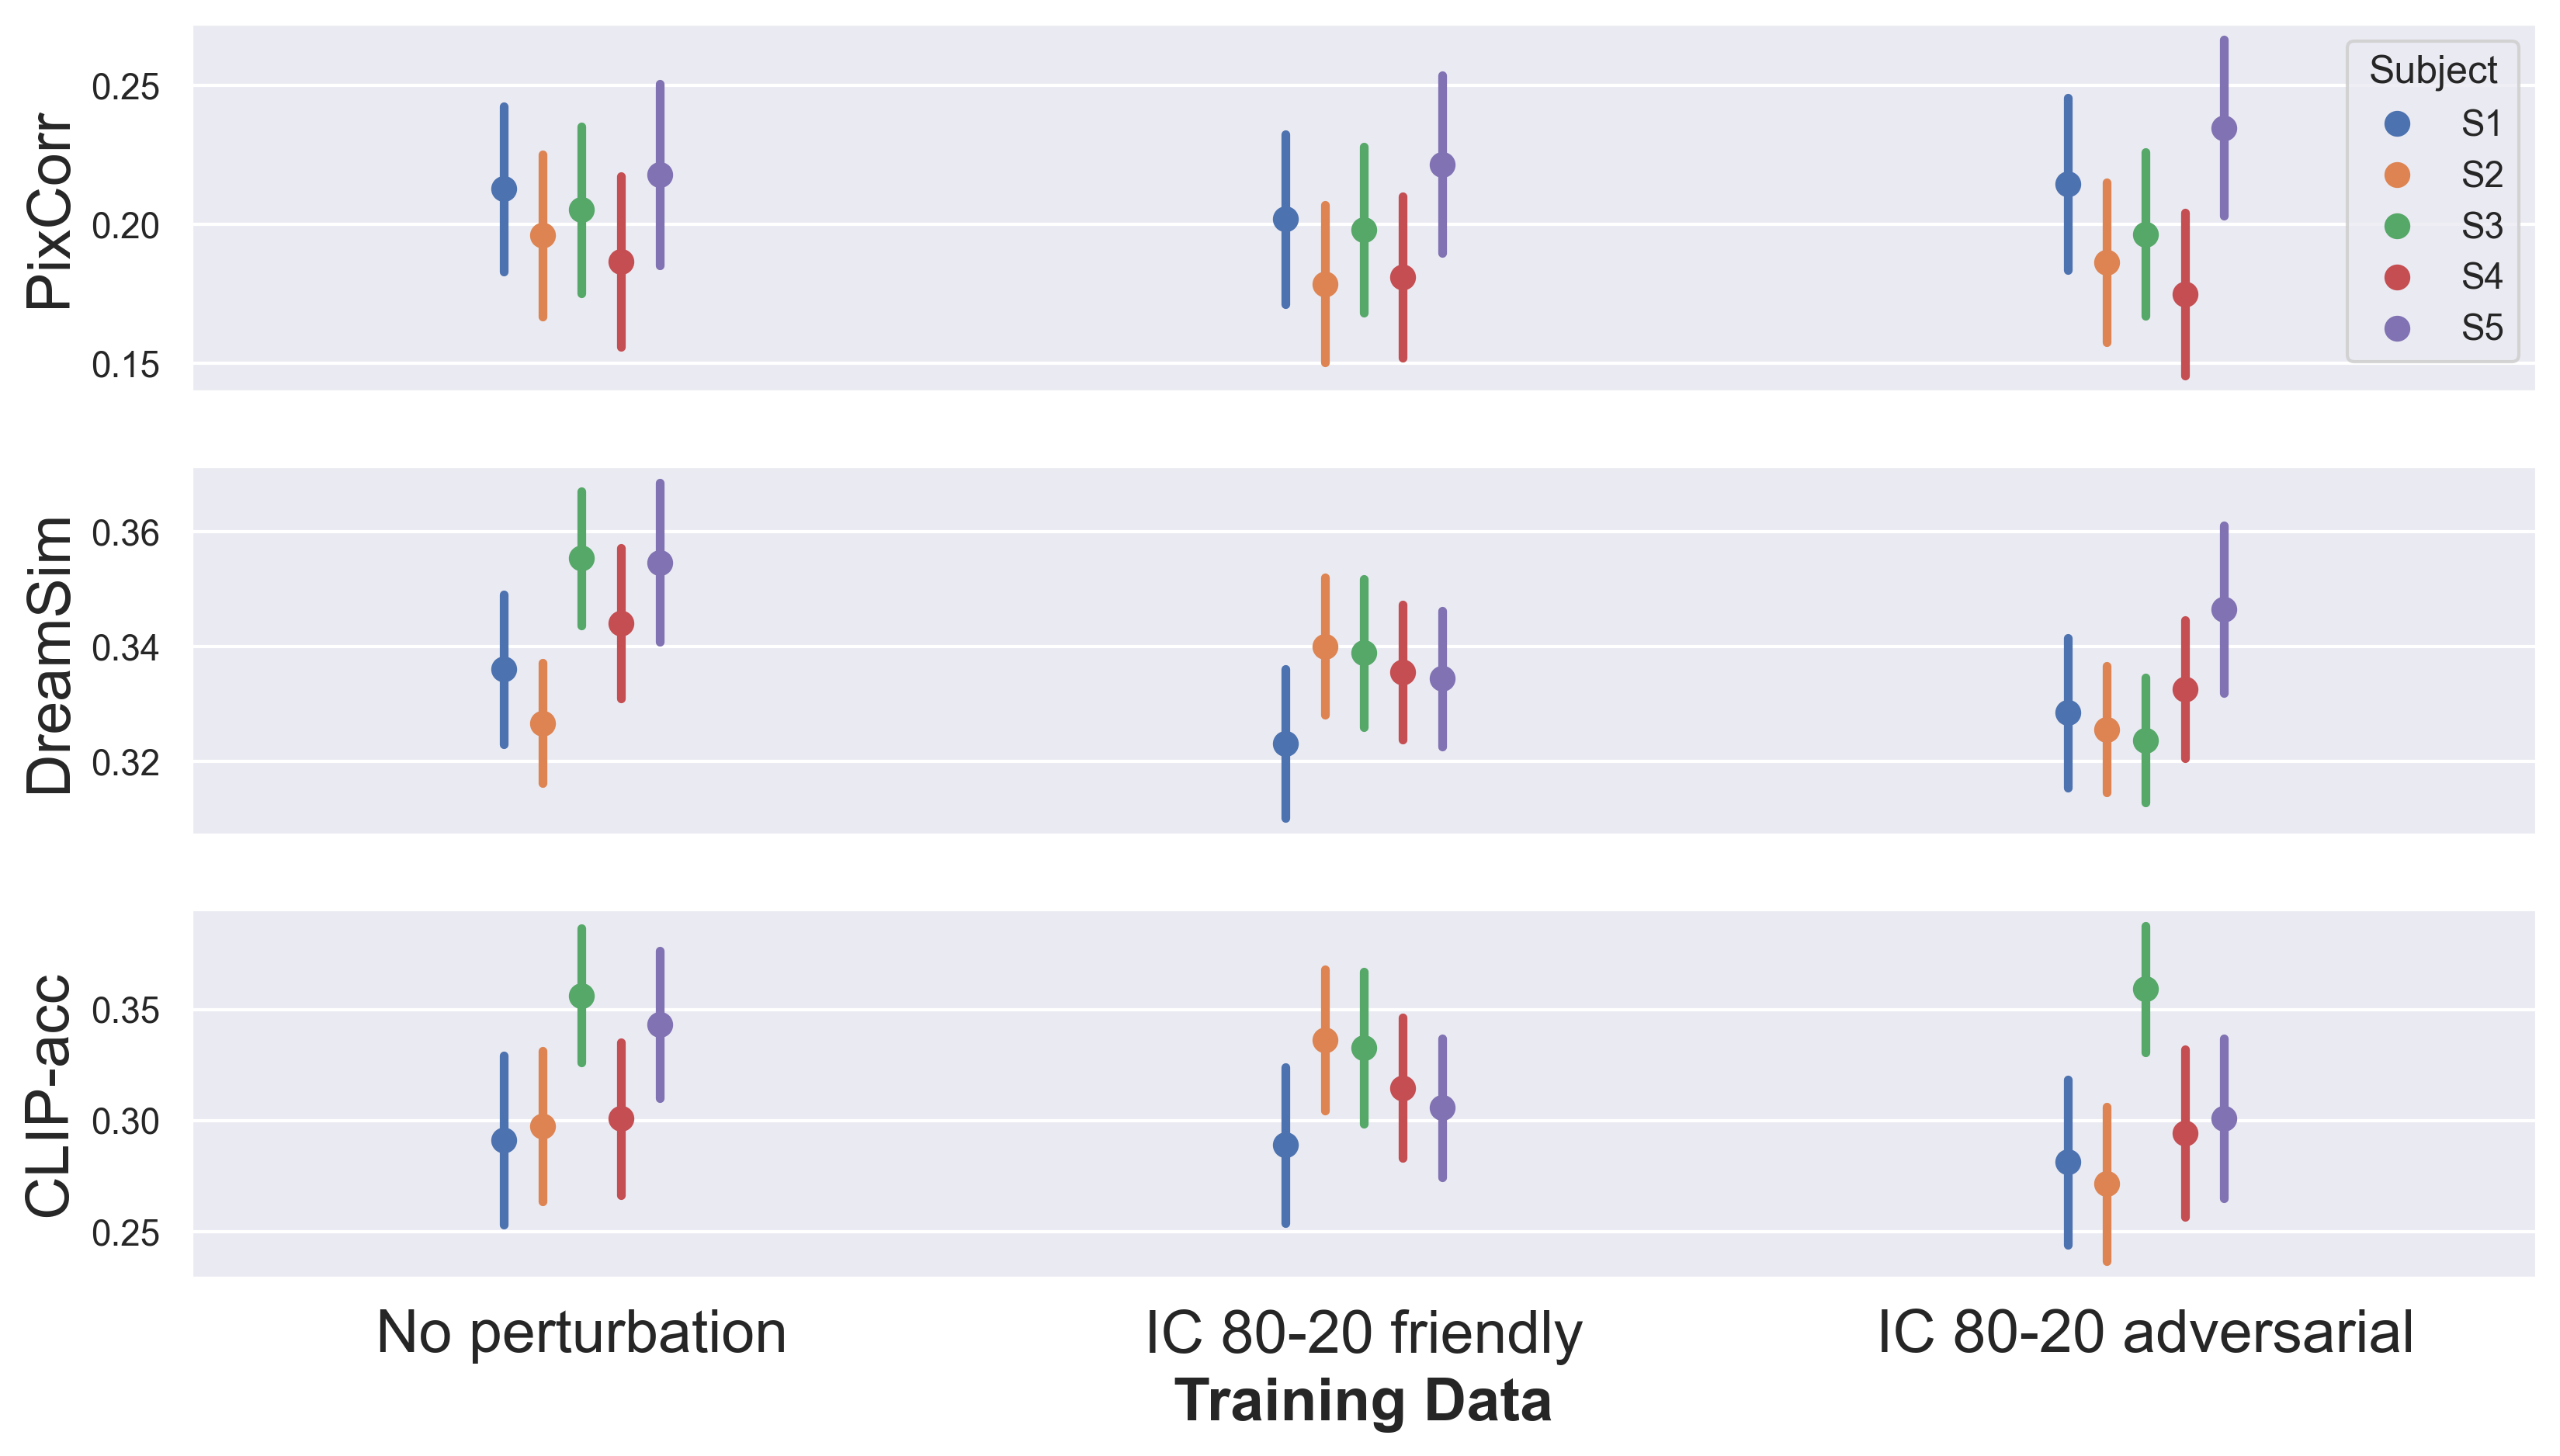 PixCorr
0.25
0.20
0.15
Subject
S1
S2
S3
S4
S5
DreamSim
0.36
0.34
0.32
CLIP-acc
0.35
0.30
0.25
No perturbation
IC 80-20 friendly
IC 80-20 adversarial
Training Data